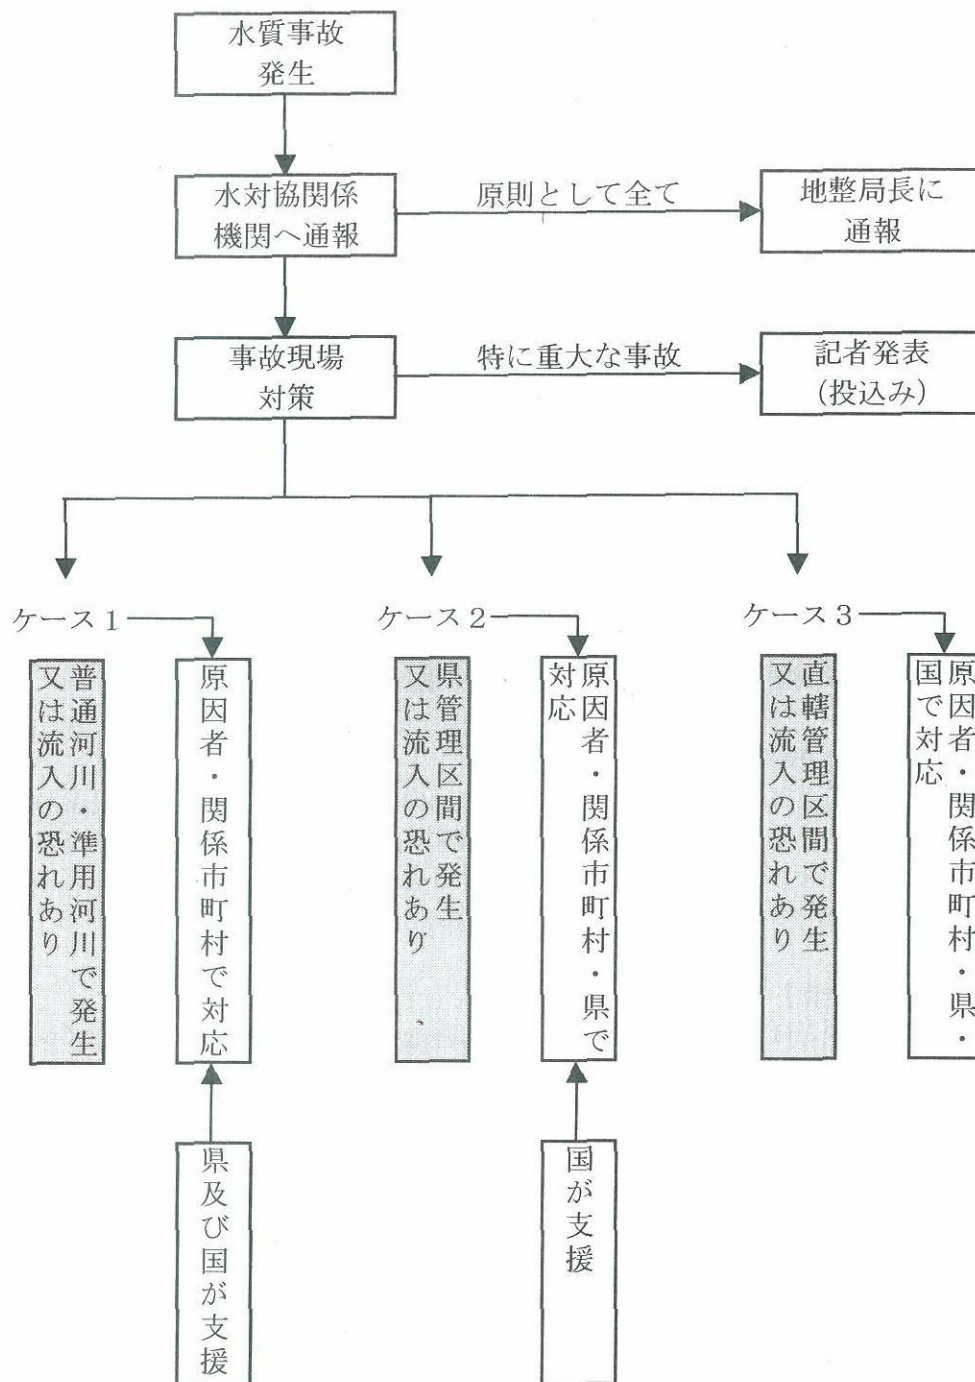 水質事故
発生
水対協関係
機関へ通報
原則として全て
地整局長に
通報
事故現場
対策
特に重大な事故
記者発表
(投込み)
ケース1
普通河川・準用河川で発生
又は流入の恐れあり
原因者・関係市町村で対応
県及び国が支援
ケース2
県管理区間で発生
又は流入の恐れあり
原因者・関係市町村・県で
対応
国が支援
ケース3
直轄管理区間で発生
又は流入の恐れあり
原因者・関係市町村・県・
国で対応